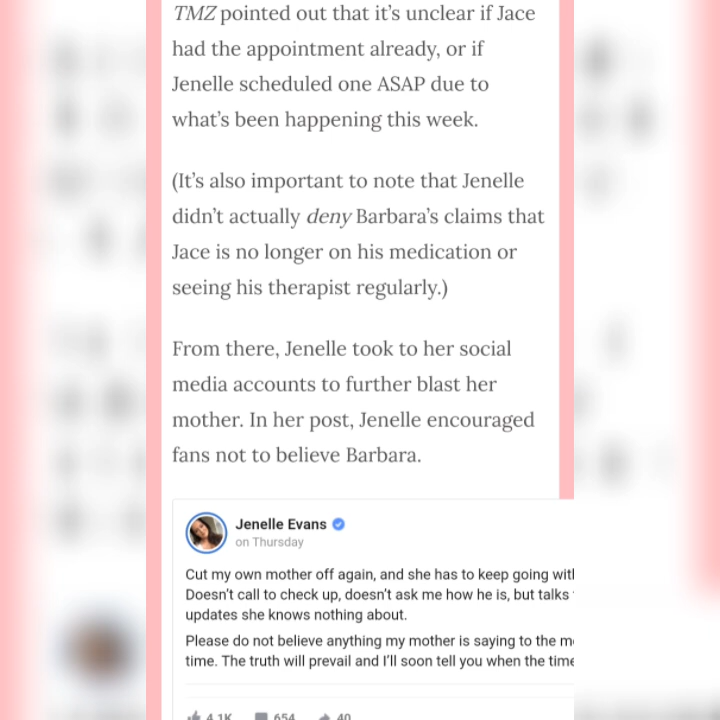 TMZ pointed out that it’s unclear if Jace
had the appointment already, or if
Jenelle scheduled one ASAP due to
what’s been happening this week.
(It’s also important to note that Jenelle
didn’t actually deny Barbara’s claims that
Jace is no longer on his medication or
seeing his therapist regularly.)
From there, Jenelle took to her social
media accounts to further blast her
mother. In her post, Jenelle encouraged
fans not to believe Barbara.
Jenelle Evans
on Thursday
Cut my own mother off again, and she has to keep going
Doesn’t call to check up, doesn’t ask me how he is, but talks
updates she knows nothing about.
Please do not believe anything my mother is saying to the
time. The truth will prevail and I’ll soon tell you when the time
4.1K 654 40